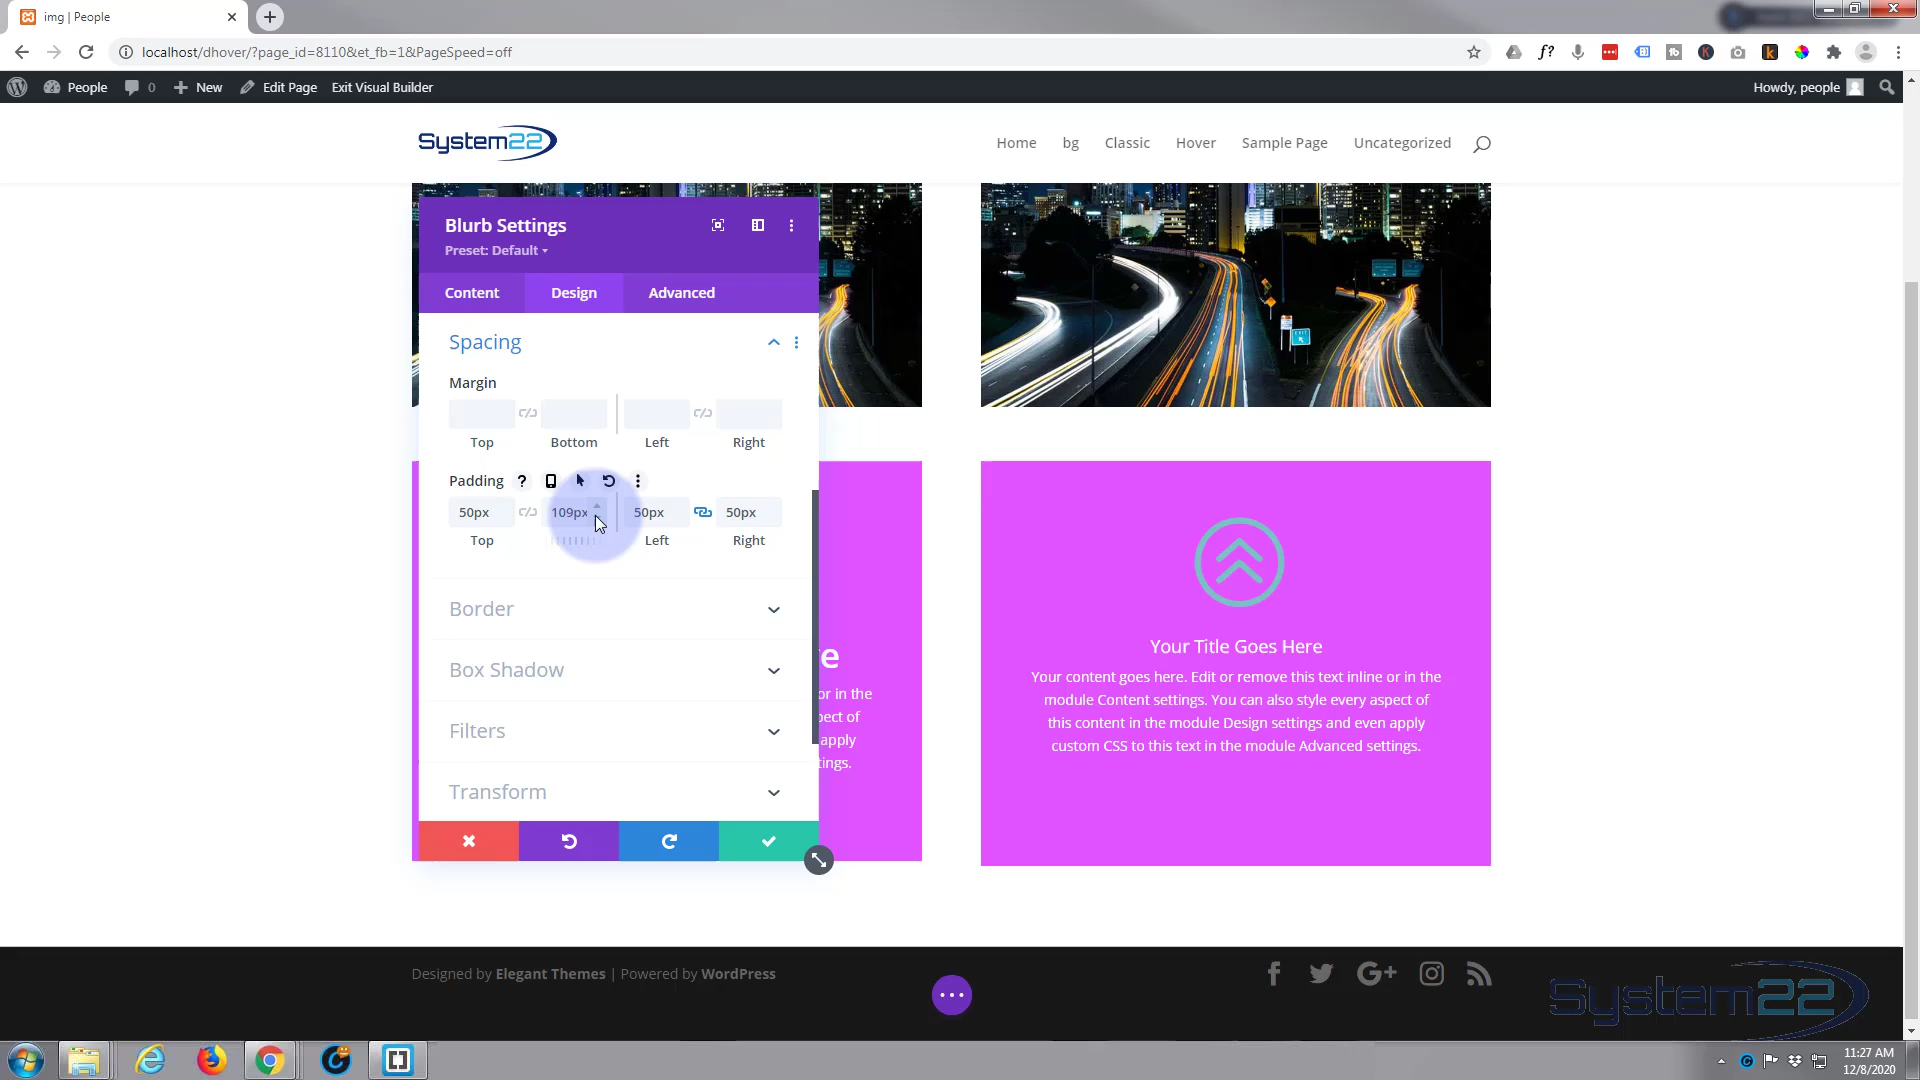 img | People
localhost/dhover/?page_id=8110&et_fb=1&PageSpeed=off
People 0 New Edit Page Exit Visual Builder Howdy, people
System22 Home bg Classic Hover Sample Page Uncategorized
Blurb Settings
Preset: Default
Content Design Advanced
Spacing
Margin
Top Bottom Left Right
Padding ?
50px 109px 50px 50px
Top Left Right
Border
Box Shadow
Filters
Transform
or in the
apply
Your Title Goes Here
Your content goes here. Edit or remove this text inline or in the
module Content settings. You can also style every aspect of
this content in the module Design settings and even apply
custom CSS to this text in the module Advanced settings.
Designed by Elegant Themes | Powered by WordPress
System22
11:27 AM
12/8/2020